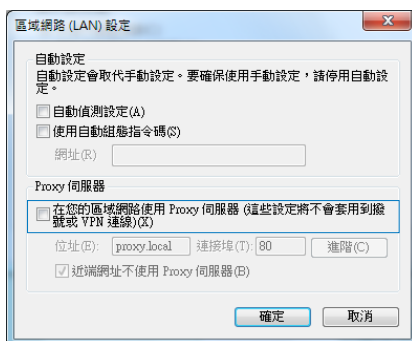 區域網路 (LAN) 設定
自動設定
自動設定會取代手動設定。要確保使用手動設定，請停用自動設
定。
自動偵測設定(A)
使用自動組態指令碼(S)
網址(R)
Proxy 伺服器
在您的區域網路使用 Proxy 伺服器 (這些設定將不會套用到撥
號或 VPN 連線)(X)
位址(E): proxy.local 連接埠(T): 80 進階(C)
近端網址不使用 Proxy 伺服器(B)
確定 取消